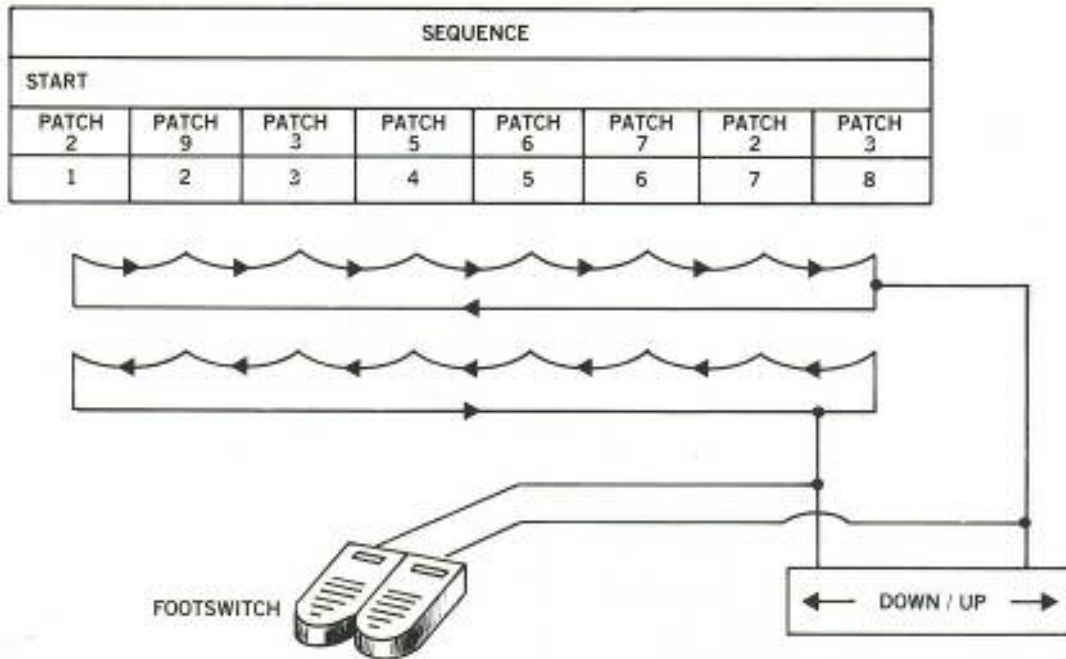 SEQUENCE
START
PATCH PATCH PATCH PATCH PATCH PATCH PATCH PATCH
2 9 3 5 6 7 2 3
1 2 3 4 5 6 7 8
FOOTSWITCH
DOWN / UP